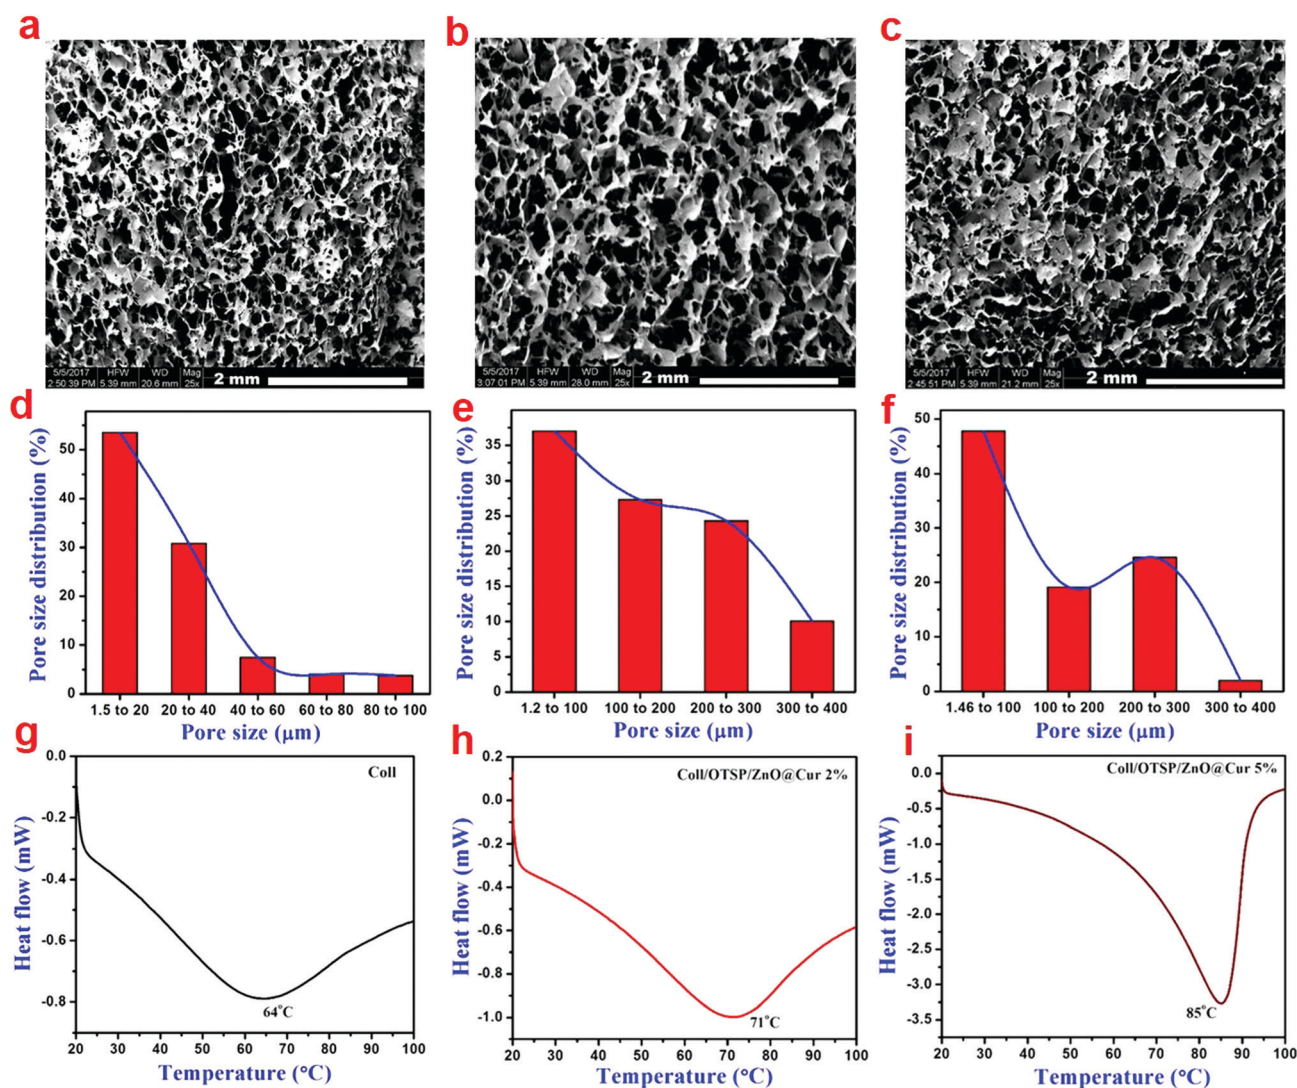 a
b
c
5/5/2017 HFW WD Mag
2:50:39 PM 5.39 mm 20.6 mm 25x
2 mm
5/5/2017 HFW WD Mag
3:07:01 PM 5.39 mm 28.0 mm 25x
2 mm
5/5/2017 HFW WD Mag
2:45:51 PM 5.39 mm 21.2 mm 25x
2 mm
d
Pore size distribution (%)
50
40
30
20
10
0
1.5 to 20 20 to 40 40 to 60 60 to 80 80 to 100
Pore size (μm)
e
Pore size distribution (%)
35
30
25
20
15
10
5
0
1.2 to 100 100 to 200 200 to 300 300 to 400
Pore size (μm)
f
Pore size distribution (%)
50
40
30
20
10
0
1.46 to 100 100 to 200 200 to 300 300 to 400
Pore size (μm)
g
Coll
Heat flow (mW)
0.0
-0.2
-0.4
-0.6
-0.8
64°C
20 30 40 50 60 70 80 90 100
Temperature (°C)
h
Coll/OTSP/ZnO@Cur 2%
Heat flow (mW)
0.2
0.0
-0.2
-0.4
-0.6
-0.8
-1.0
71°C
20 30 40 50 60 70 80 90 100
Temperature (°C)
i
Coll/OTSP/ZnO@Cur 5%
Heat flow (mW)
0.0
-0.5
-1.0
-1.5
-2.0
-2.5
-3.0
-3.5
85°C
20 30 40 50 60 70 80 90 100
Temperature (°C)